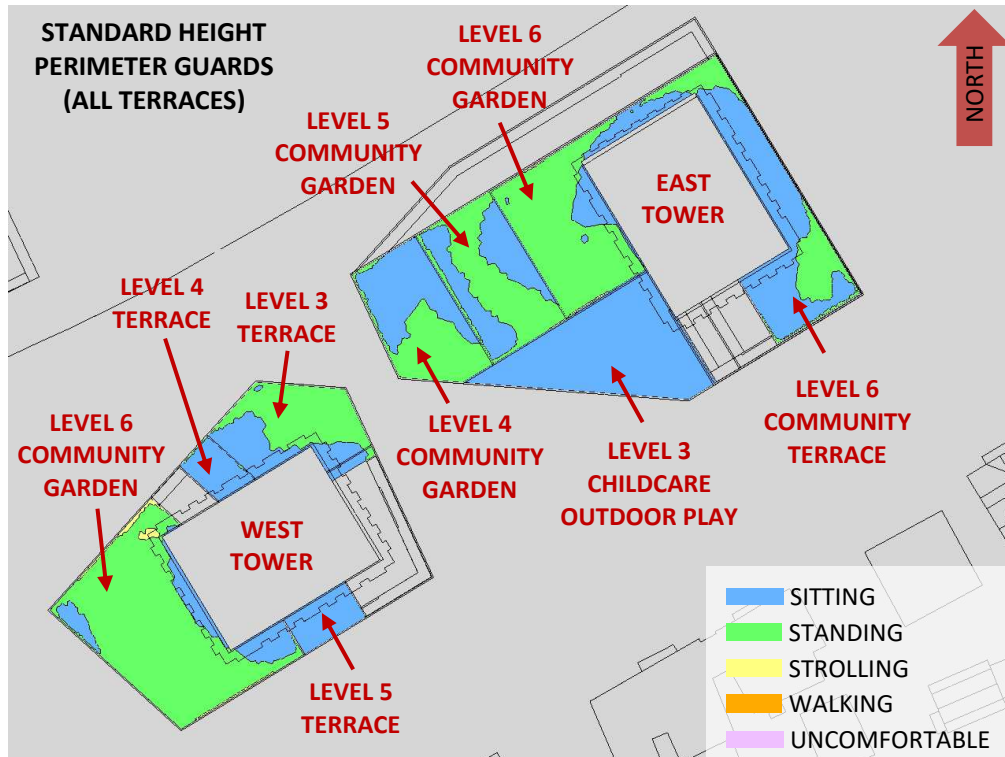 STANDARD HEIGHT
PERIMETER GUARDS
(ALL TERRACES)
LEVEL 6
COMMUNITY
GARDEN
NORTH
LEVEL 5
COMMUNITY
GARDEN
EAST
TOWER
LEVEL 4
TERRACE
LEVEL 3
TERRACE
LEVEL 6
COMMUNITY
GARDEN
LEVEL 4
COMMUNITY
GARDEN
LEVEL 3
CHILDCARE
OUTDOOR PLAY
LEVEL 6
COMMUNITY
TERRACE
WEST
TOWER
LEVEL 5
TERRACE
SITTING
STANDING
STROLLING
WALKING
UNCOMFORTABLE